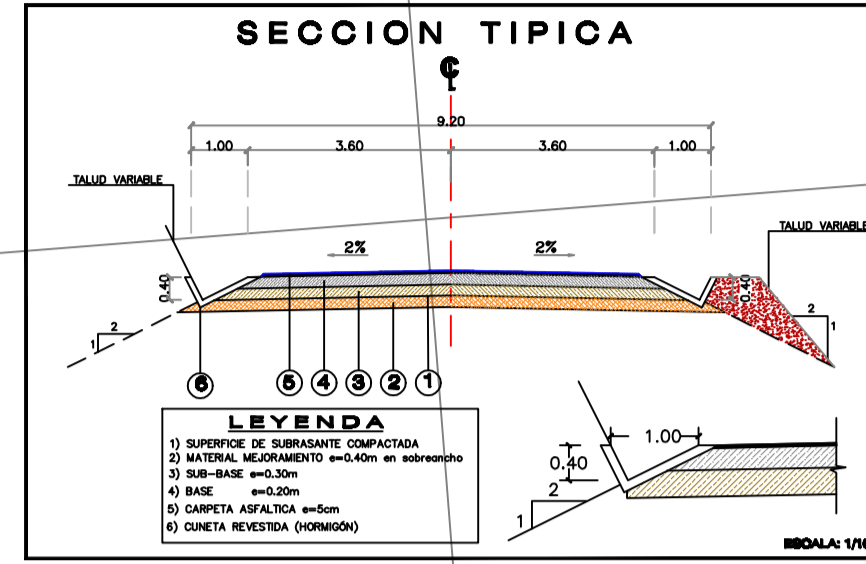 SECCION TIPICA
℄
9.20
1.00 3.60 3.60 1.00
TALUD VARIABLE
TALUD VARIABLE
2% 2%
0.40
0.40
2
1
2
1
6 5 4 3 2 1
LEYENDA
1) SUPERFICIE DE SUBRASANTE COMPACTADA
2) MATERIAL MEJORAMIENTO e=0.40m en sobreancho
3) SUB-BASE e=0.30m
4) BASE e=0.20m
5) CARPETA ASFALTICA e=5cm
6) CUNETA REVESTIDA (HORMIGÓN)
1.00
0.40
2
1
ESCALA: